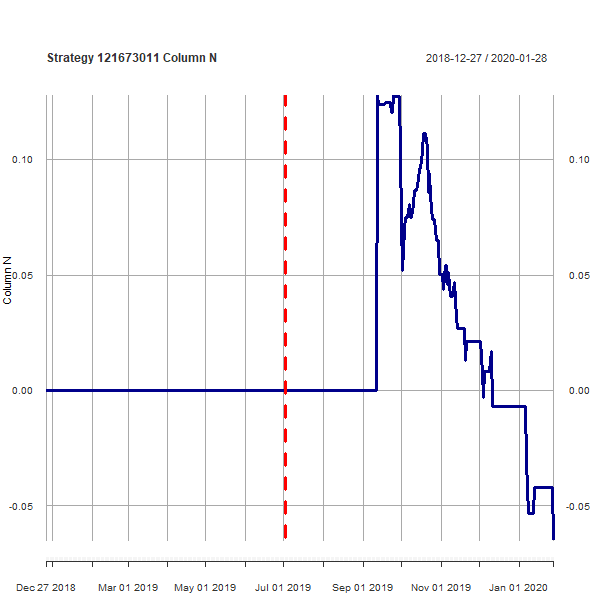 Strategy 121673011 Column N
2018-12-27 / 2020-01-28
0.10
0.10
Column N
0.05
0.05
0.00
0.00
-0.05
-0.05
Dec 27 2018
Mar 01 2019
May 01 2019
Jul 01 2019
Sep 01 2019
Nov 01 2019
Jan 01 2020